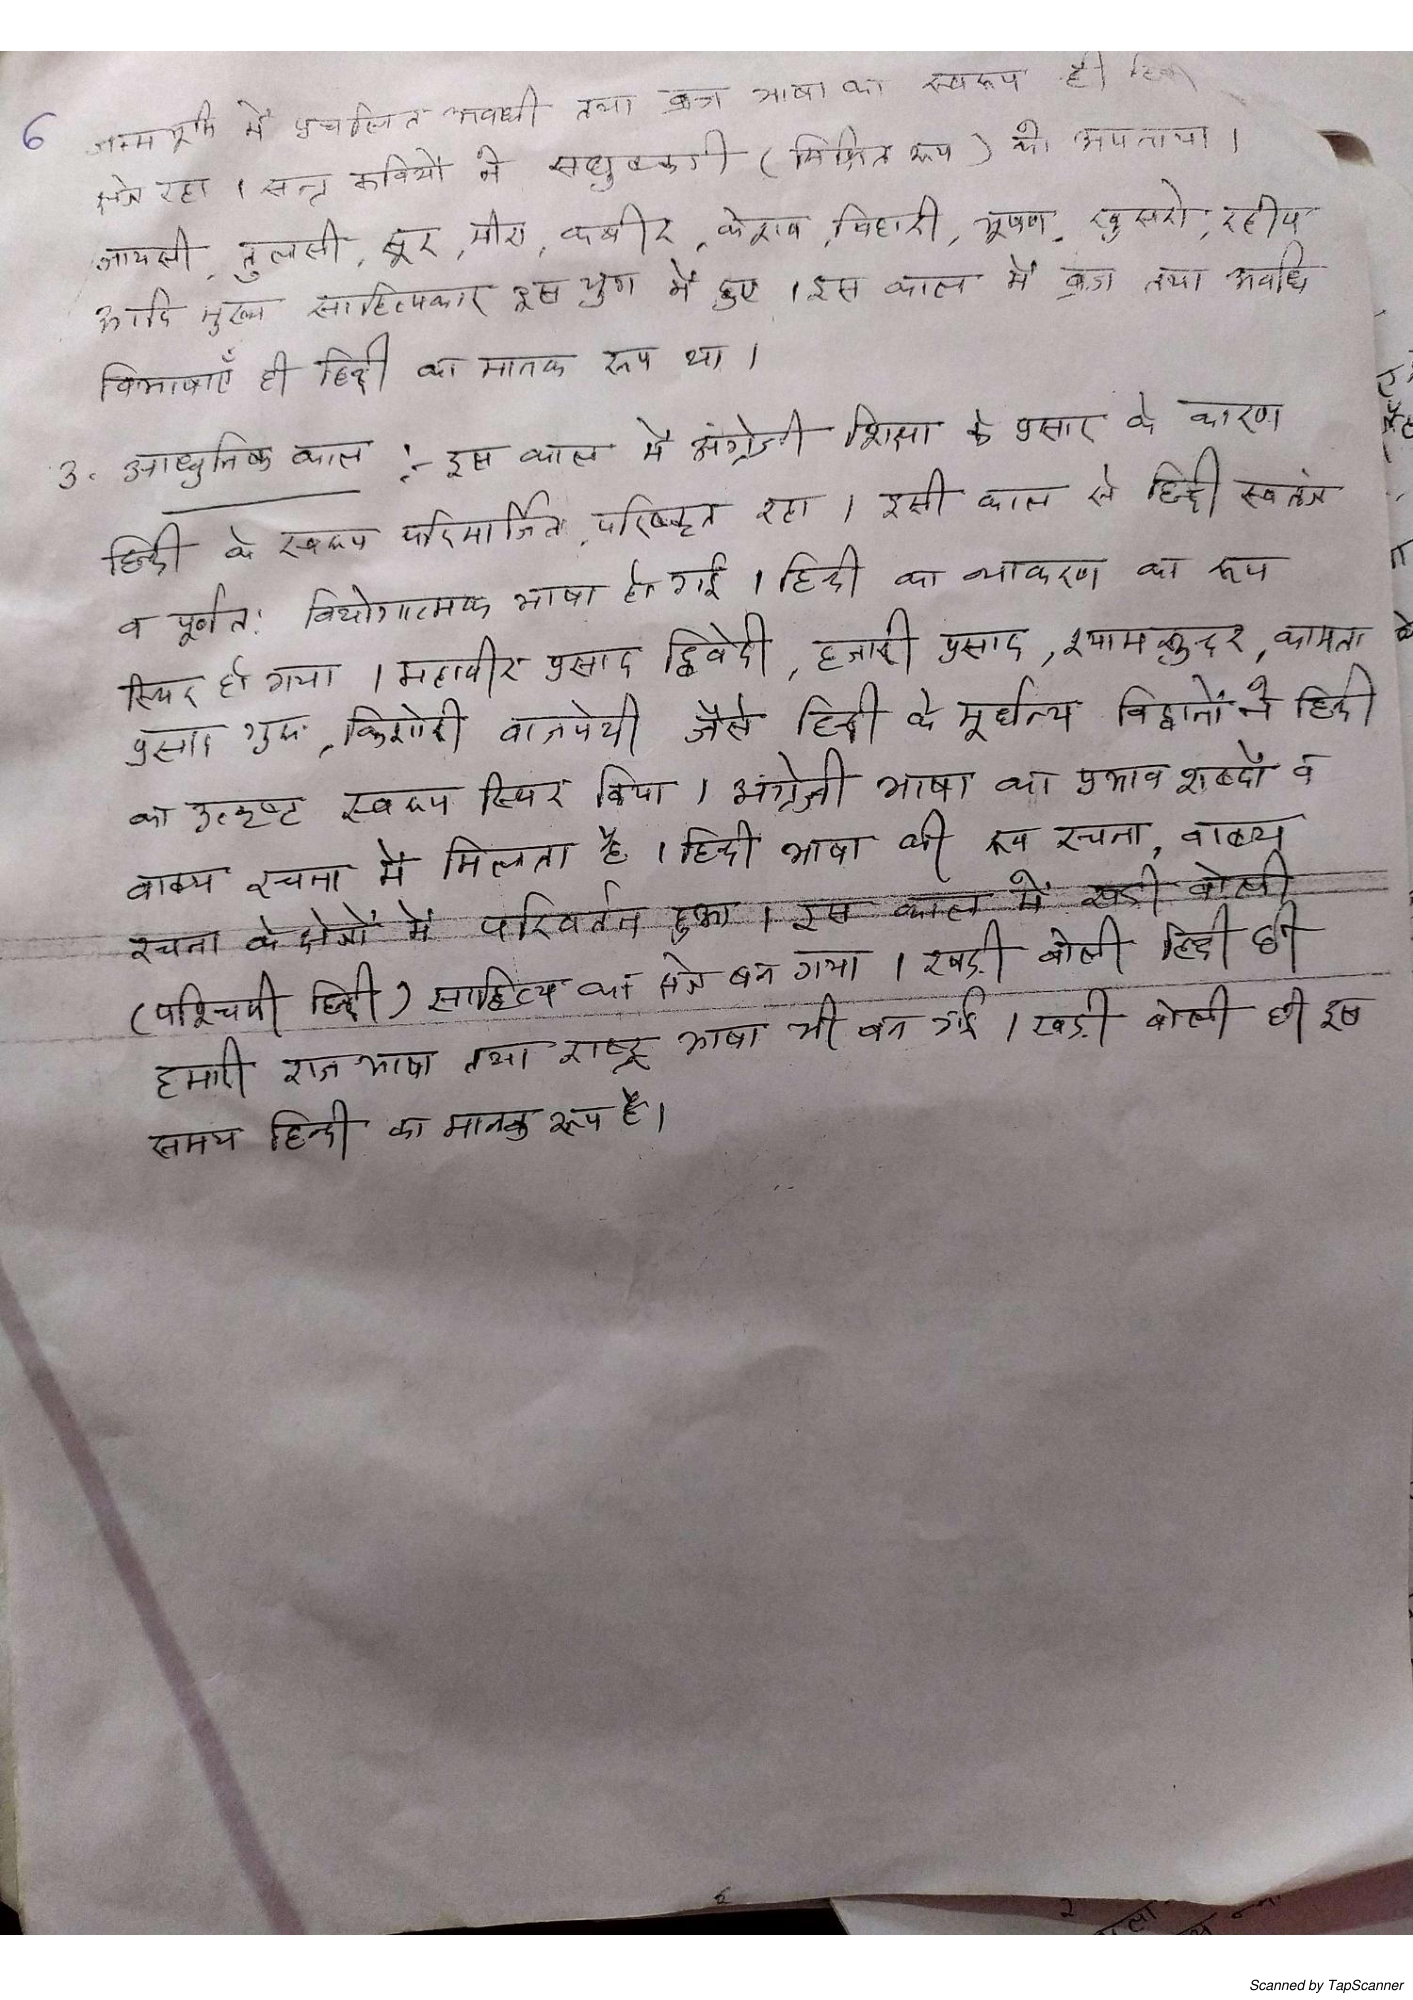 6 जन्मभूमि में प्रचलित अवधी तथा ब्रज भाषा का स्वरूप ही
क्षेत्र रहा । सन्त कवियों ने सधुक्कड़ी ( मिश्रित रूप ) को अपनाया ।
जायसी, तुलसी, सूर, मीरा, कबीर, केशव, बिहारी, भूषण, खुसरो, रहीम
आदि मुख्य साहित्यकार इस युग में हुए । इस काल में ब्रज तथा अवधि
विभाषाएँ ही हिन्दी का मानक रूप था ।
3. आधुनिक काल :- इस काल में अंग्रेजी शिक्षा के प्रसार के कारण
हिन्दी के स्वरूप परिमार्जित, परिष्कृत रहा । इसी काल से हिन्दी स्वतंत्र
व पूर्णत: वियोगात्मक भाषा हो गई । हिन्दी का व्याकरण का रूप
स्थिर हो गया । महावीर प्रसाद द्विवेदी, हजारी प्रसाद, श्यामसुन्दर, कामता
प्रसाद गुरू, किशोरी वाजपेयी जैसे हिन्दी के मूर्धन्य विद्वानों ने हिन्दी
का उत्कृष्ट स्वरूप स्थिर किया । अंग्रेजी भाषा का प्रभाव शब्दों व
वाक्य रचना में मिलता है । हिन्दी भाषा की रूप रचना, वाक्य
रचना के क्षेत्रों में परिवर्तन हुआ । इस काल में खड़ी बोली
(पश्चिमी हिन्दी) साहित्य का क्षेत्र बन गया । खड़ी बोली हिन्दी ही
हमारी राजभाषा तथा राष्ट्र भाषा भी बन गई । खड़ी बोली ही इस
समय हिन्दी का मानक रूप है।
Scanned by TapScanner